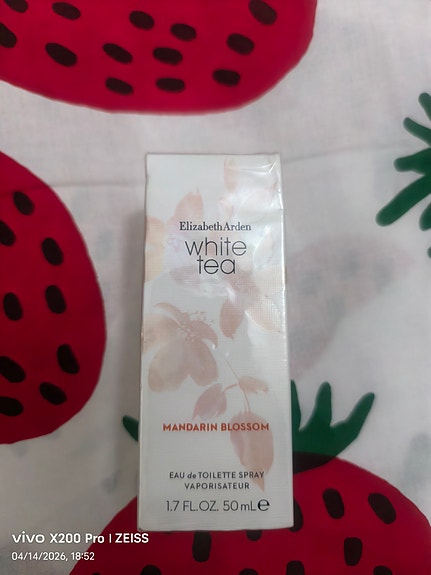 ElizabethArden
white
tea
MANDARIN BLOSSOM
EAU de TOILETTE SPRAY
VAPORISATEUR
1.7 FL.OZ. 50 mL℮
vivo X200 Pro | ZEISS
04/14/2026, 18:52